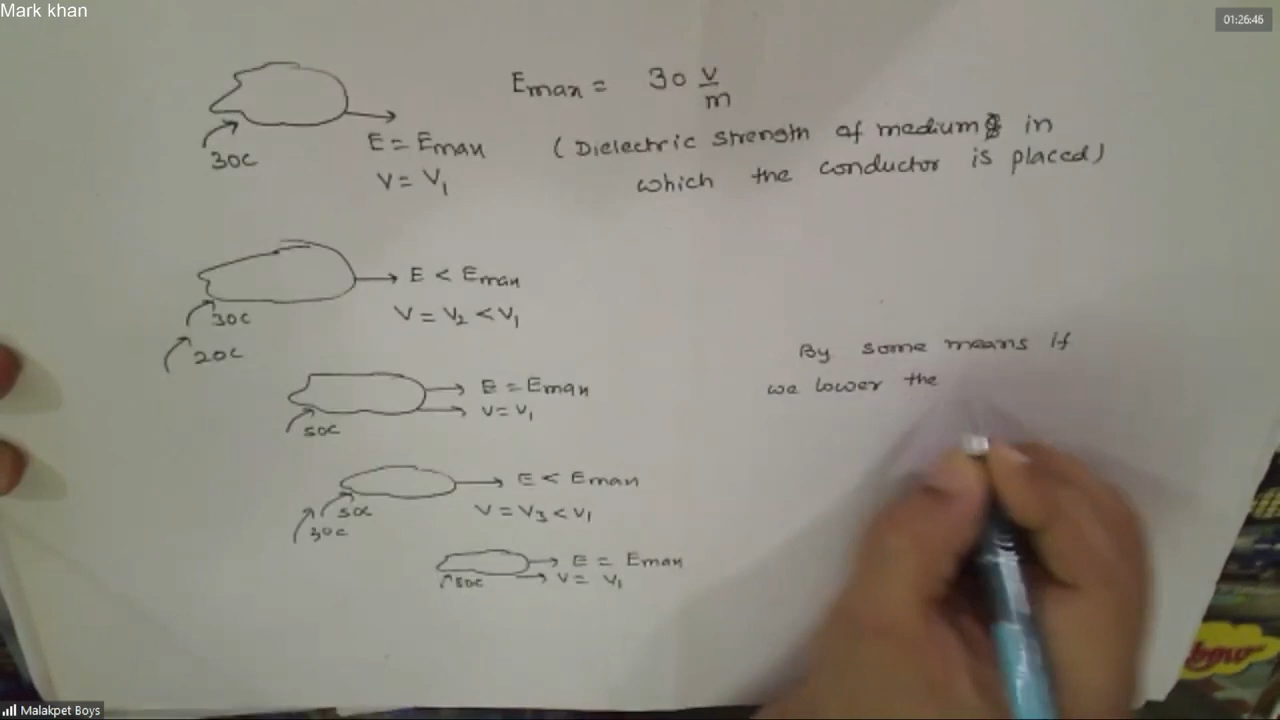 Mark khan
01:26:46
Emax = 30 V/m
(Dielectric strength of medium in
which the conductor is placed)
30C
E = Emax
V = V1
E < Emax
V = V2 < V1
30C
20C
E = Emax
V = V1
50C
E < Emax
V = V3 < V1
50C
30C
E = Emax
V = V1
80C
By some means if
we lower the
Malakpet Boys